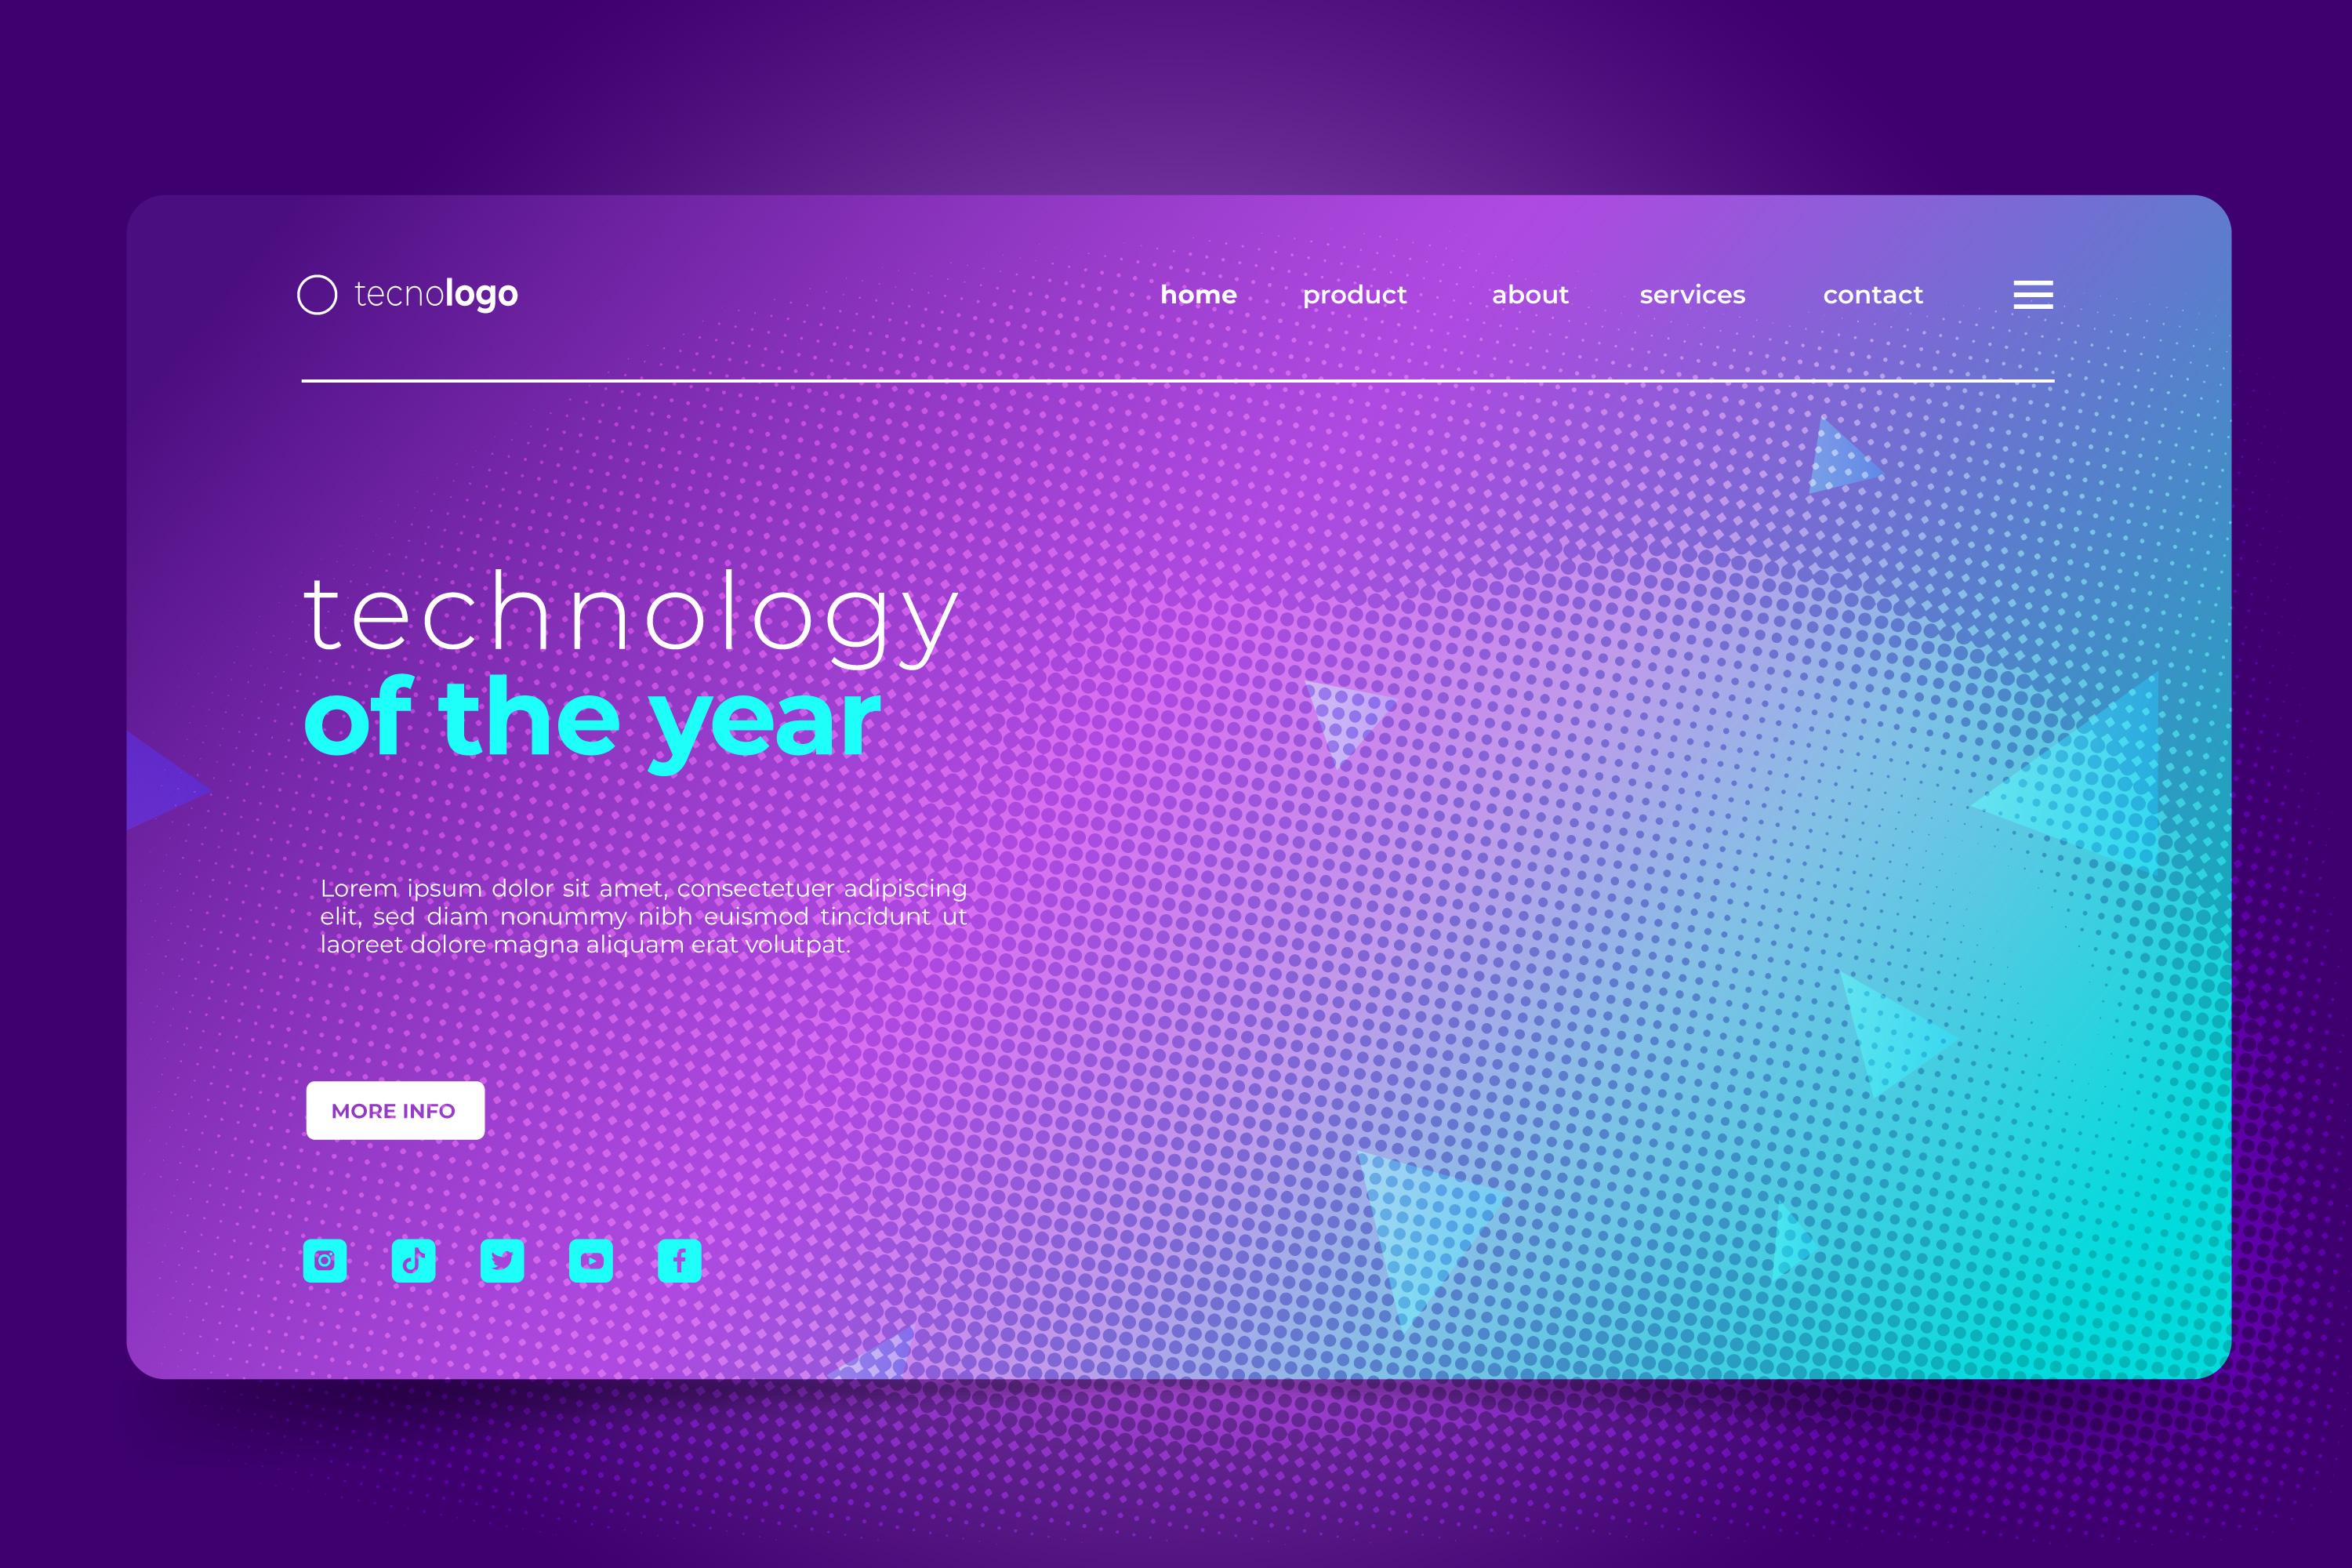 tecnologo
home product about services contact
technology
of the year
Lorem ipsum dolor sit amet, consectetuer adipiscing
elit, sed diam nonummy nibh euismod tincidunt ut
laoreet dolore magna aliquam erat volutpat.
MORE INFO